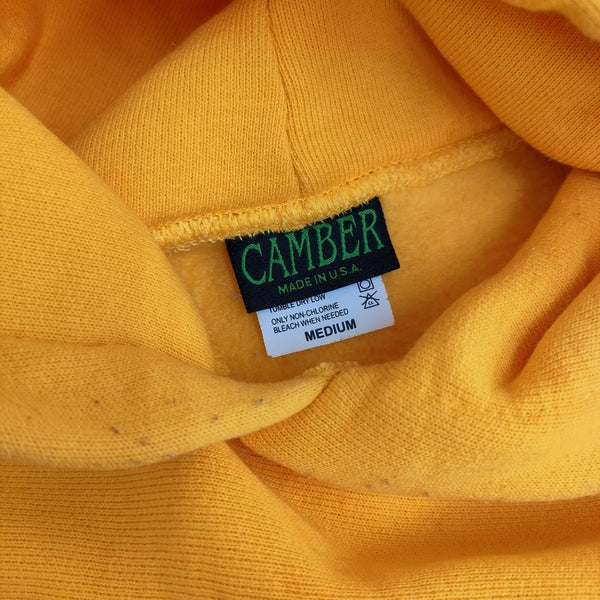 CAMBER
MADE IN U.S.A.
TUMBLE DRY LOW
ONLY NON-CHLORINE
BLEACH WHEN NEEDED
MEDIUM